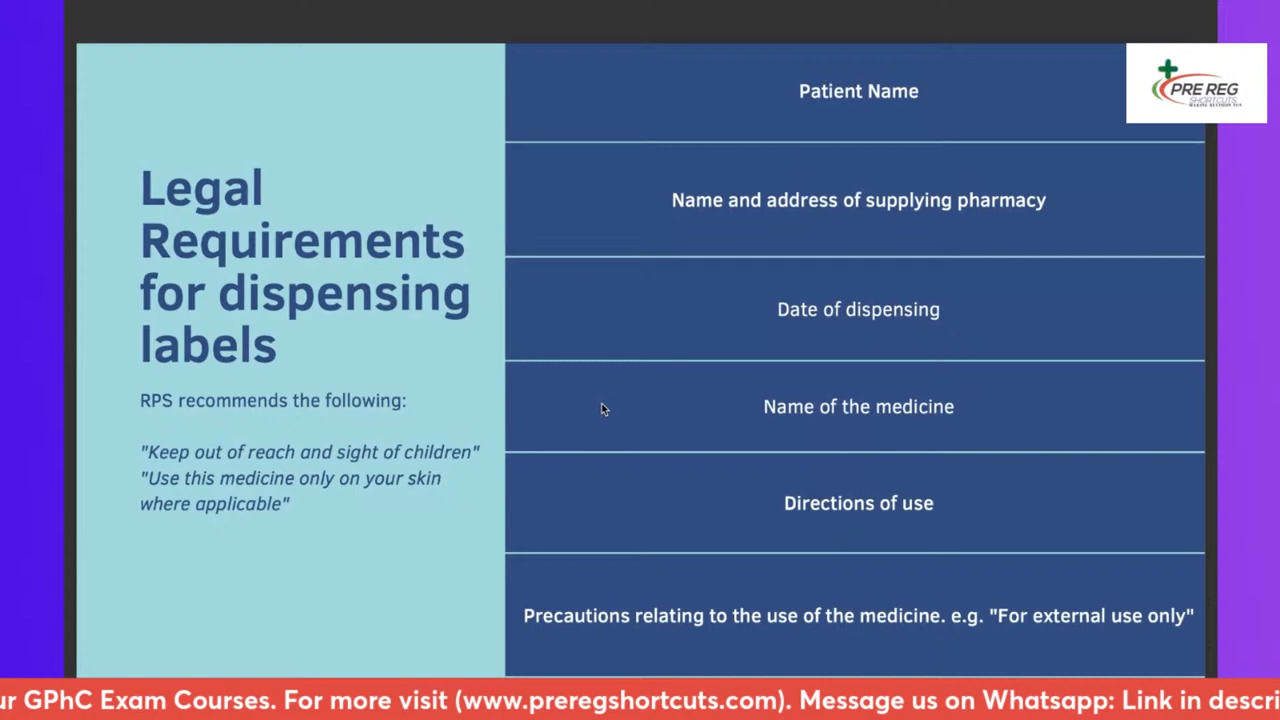 PRE REG
SHORTCUTS
Legal
Requirements
for dispensing
labels
RPS recommends the following:
"Keep out of reach and sight of children"
"Use this medicine only on your skin
where applicable"
Patient Name
Name and address of supplying pharmacy
Date of dispensing
Name of the medicine
Directions of use
Precautions relating to the use of the medicine. e.g. "For external use only"
ur GPhC Exam Courses. For more visit (www.preregshortcuts.com). Message us on Whatsapp: Link in descri